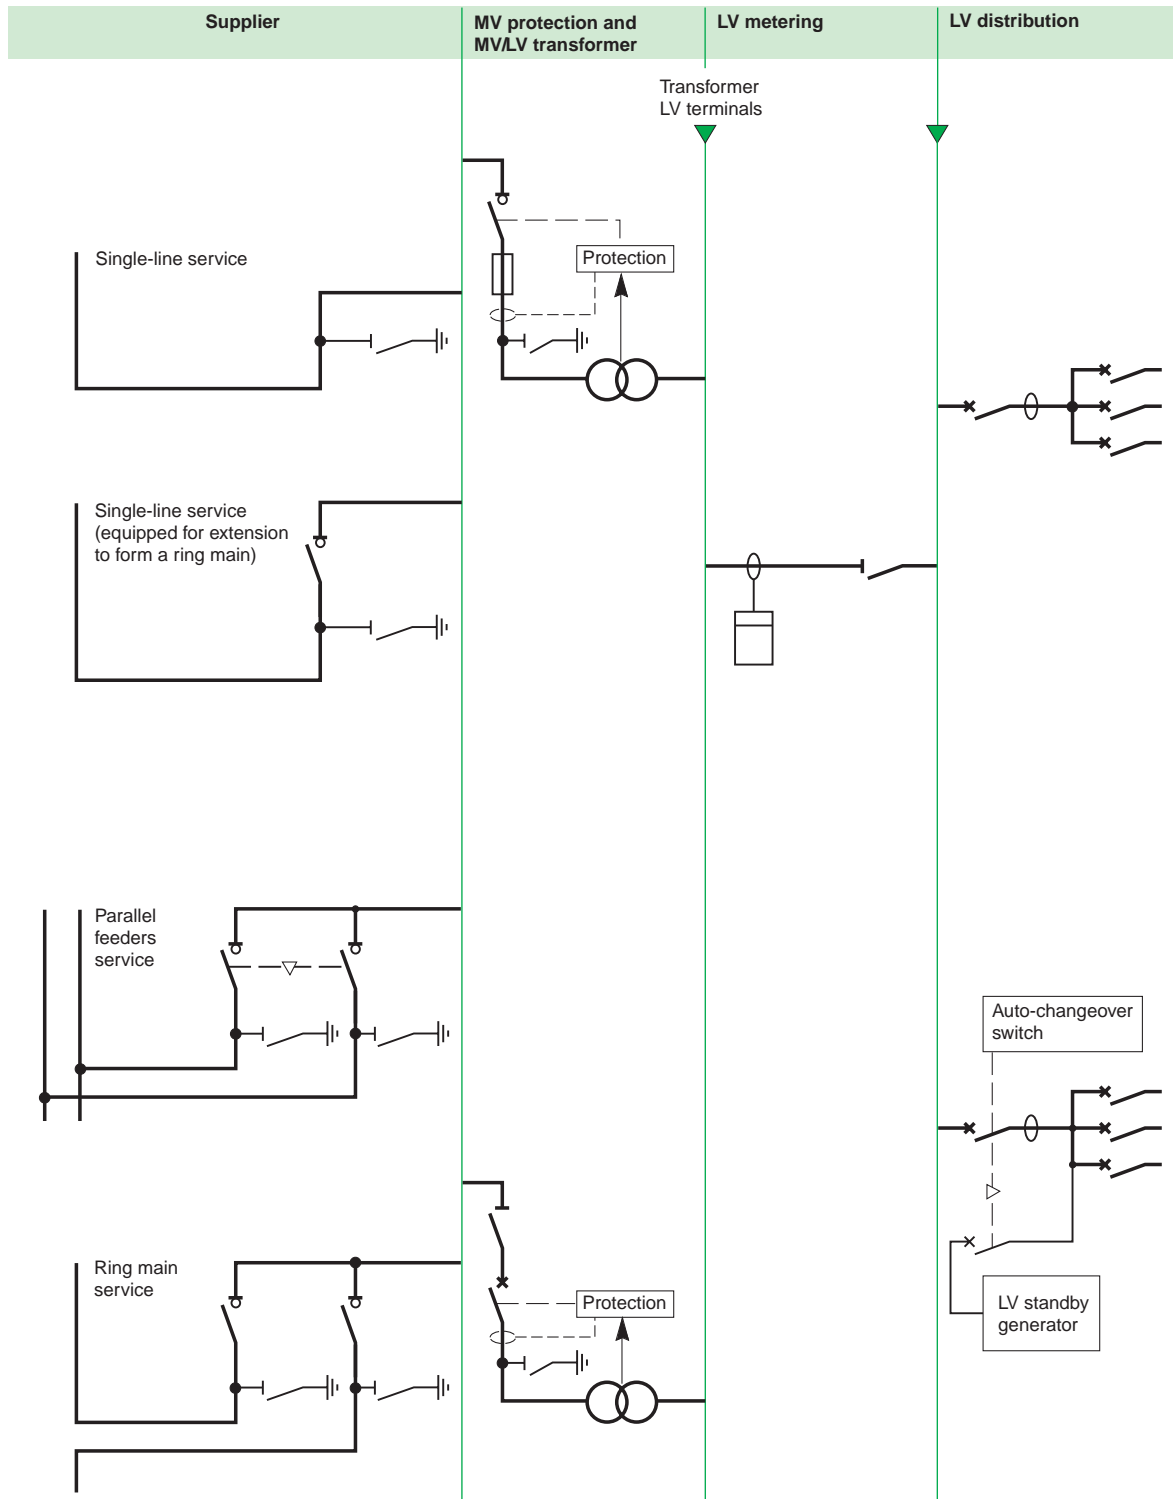 Supplier
MV protection and
MV/LV transformer
LV metering
LV distribution
Transformer
LV terminals
Single-line service
Protection
Single-line service
(equipped for extension
to form a ring main)
Parallel
feeders
service
Auto-changeover
switch
Ring main
service
Protection
LV standby
generator